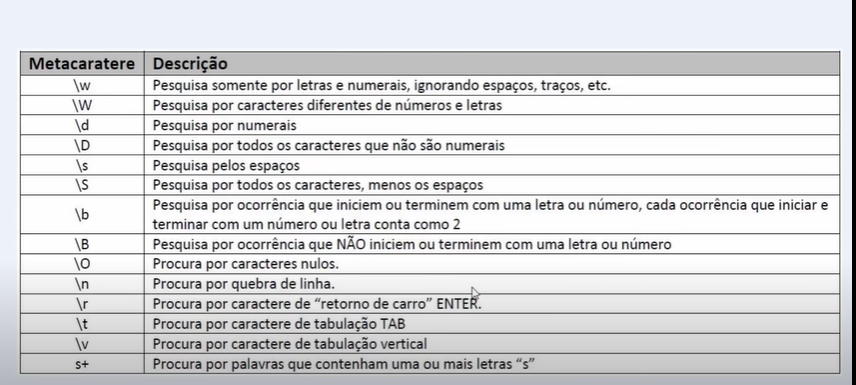 Metacaratere Descrição
\w Pesquisa somente por letras e numerais, ignorando espaços, traços, etc.
\W Pesquisa por caracteres diferentes de números e letras
\d Pesquisa por numerais
\D Pesquisa por todos os caracteres que não são numerais
\s Pesquisa pelos espaços
\S Pesquisa por todos os caracteres, menos os espaços
\b Pesquisa por ocorrência que iniciem ou terminem com uma letra ou número, cada ocorrência que iniciar e
terminar com um número ou letra conta como 2
\B Pesquisa por ocorrência que NÃO iniciem ou terminem com uma letra ou número
\O Procura por caracteres nulos.
\n Procura por quebra de linha.
\r Procura por caractere de “retorno de carro” ENTER.
\t Procura por caractere de tabulação TAB
\v Procura por caractere de tabulação vertical
s+ Procura por palavras que contenham uma ou mais letras “s”